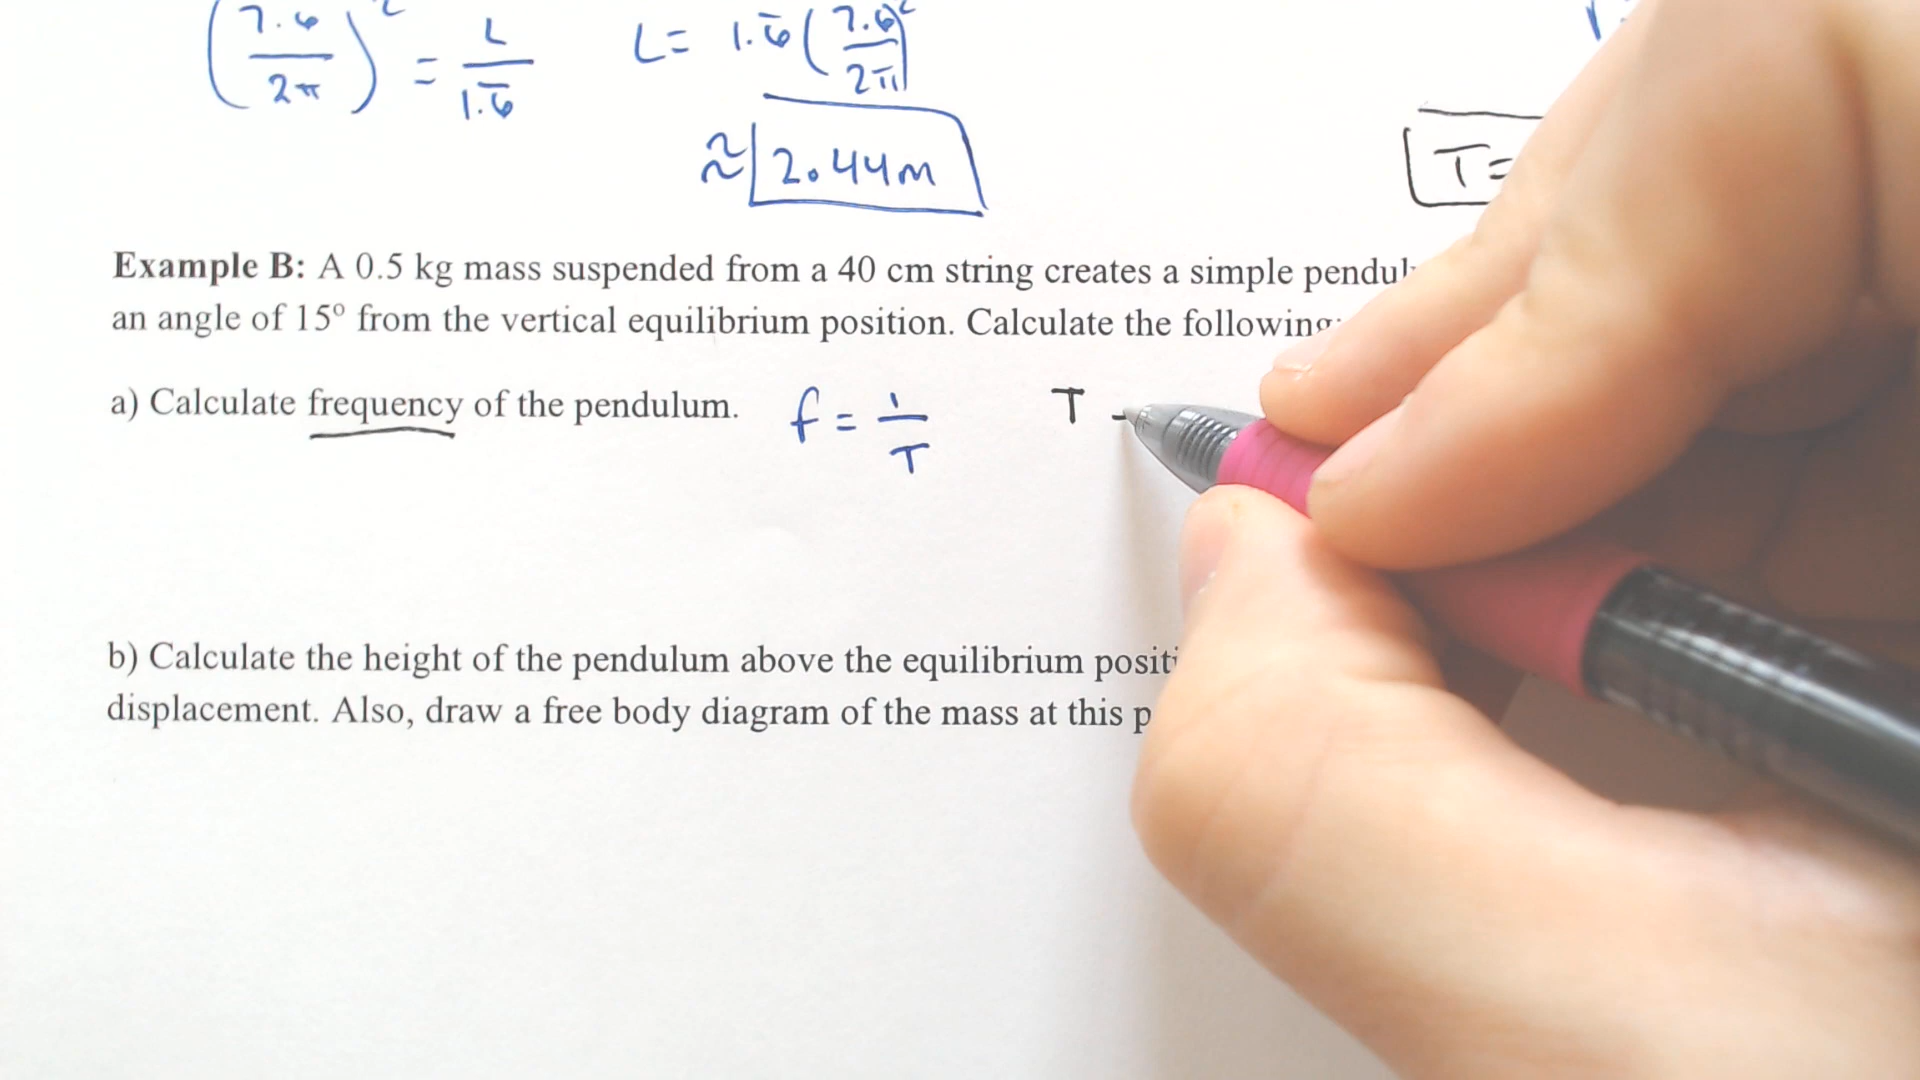 (7.6/2π)² = L/1.6̅    L = 1.6̅ (7.6/2π)²
≈ 2.44m    T=
Example B: A 0.5 kg mass suspended from a 40 cm string creates a simple
an angle of 15° from the vertical equilibrium position. Calculate the following
a) Calculate frequency of the pendulum.    f = 1/T    T -
b) Calculate the height of the pendulum above the equilibrium
displacement. Also, draw a free body diagram of the mass at this